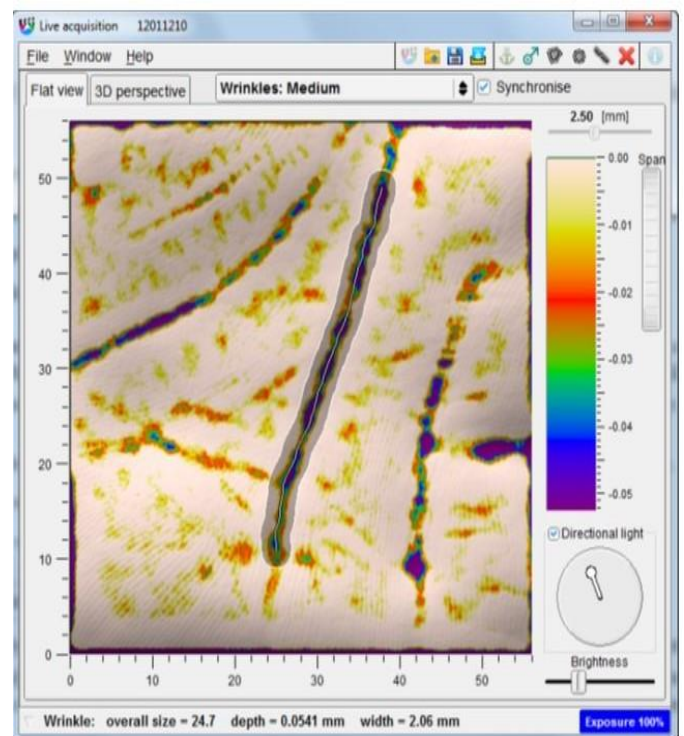 Live acquisition 12011210
File Window Help
Flat view 3D perspective Wrinkles: Medium Synchronise
2.50 [mm]
0.00 Span
-0.01
-0.02
-0.03
-0.04
-0.05
50
40
30
20
10
0
0 10 20 30 40 50
Directional light
Brightness
Wrinkle: overall size = 24.7 depth = 0.0541 mm width = 2.06 mm Exposure 100%